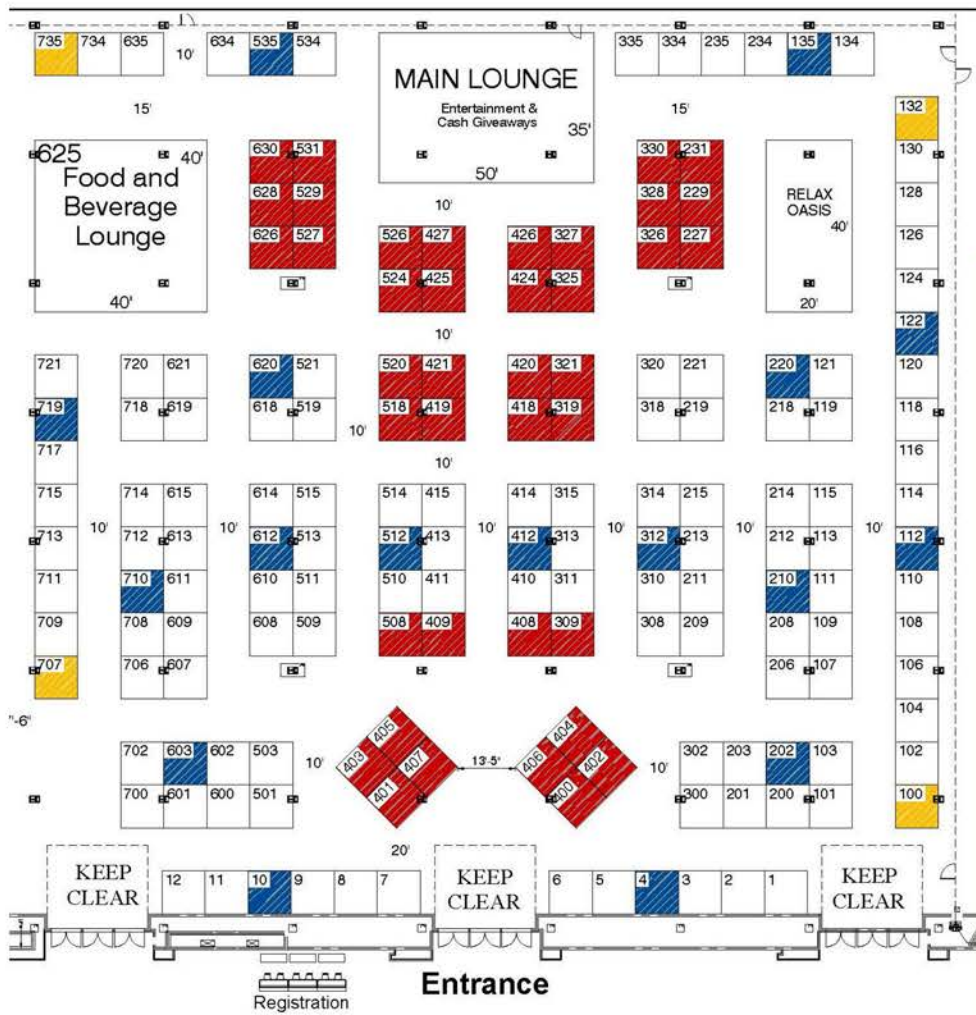 1'
735 734 635 10' 634 535 534 335 334 235 234 135 134
MAIN LOUNGE
Entertainment &
Cash Giveaways
35'
50'
15'
15'
132
625
40'
Food and
Beverage
Lounge
40'
630 531
628 529
626 527
330 231
328 229
326 227
RELAX
OASIS
40'
20'
130
128
126
124
122
10'
526 427 426 327
524 425 424 325
10'
721 720 621 620 521 520 421 420 321 320 221 220 121 120
719 718 619 618 519 518 419 418 319 318 219 218 119 118
10'
717 10' 116
715 714 615 614 515 514 415 414 315 314 215 214 115 114
713 10' 712 613 10' 612 513 512 413 10' 412 313 10' 312 213 10' 212 113 10' 112
711 710 611 610 511 510 411 410 311 310 211 210 111 110
709 708 609 608 509 508 409 408 309 308 209 208 109 108
707 706 607 206 107 106
104
"-6"
702 603 602 503 10' 403 405 401 407 13'-5" 406 404 400 402 10' 302 203 202 103 102
700 601 600 501 300 201 200 101 100
20'
KEEP
CLEAR
12 11 10 9 8 7
KEEP
CLEAR
6 5 4 3 2 1
KEEP
CLEAR
Entrance
Registration